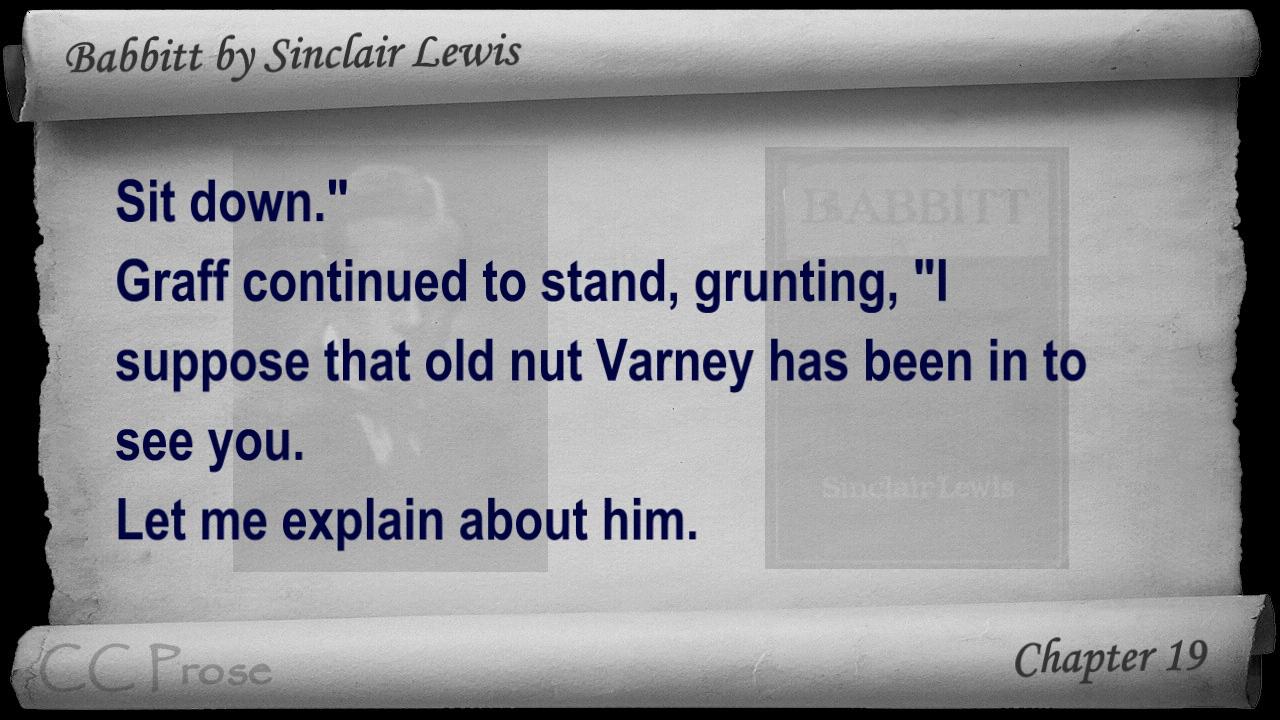 Babbitt by Sinclair Lewis
Sit down."
Graff continued to stand, grunting, "I
suppose that old nut Varney has been in to
see you.
Let me explain about him.
BABBITT
Sinclair Lewis
CC Prose
Chapter 19